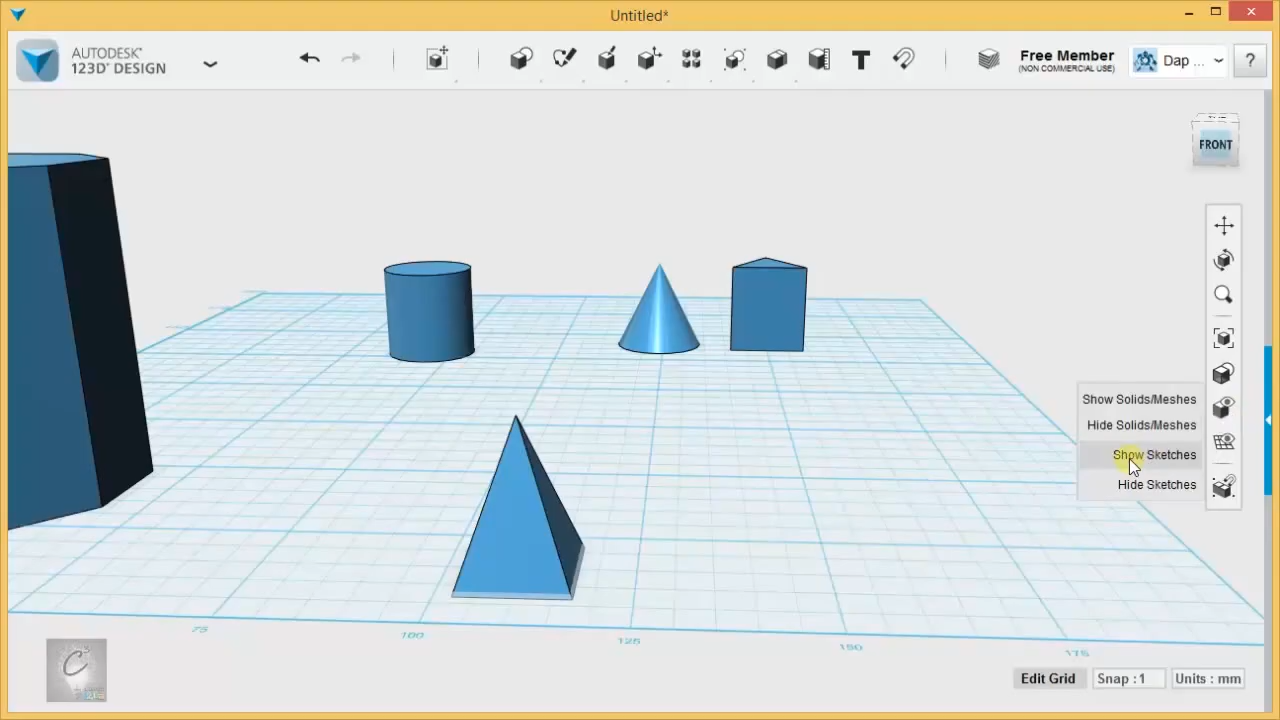 Untitled*
AUTODESK®
123D® DESIGN
Free Member
(NON COMMERCIAL USE)
Dap ...
?
FRONT
Show Solids/Meshes
Hide Solids/Meshes
Show Sketches
Hide Sketches
75
100
125
150
175
Edit Grid
Snap : 1
Units : mm